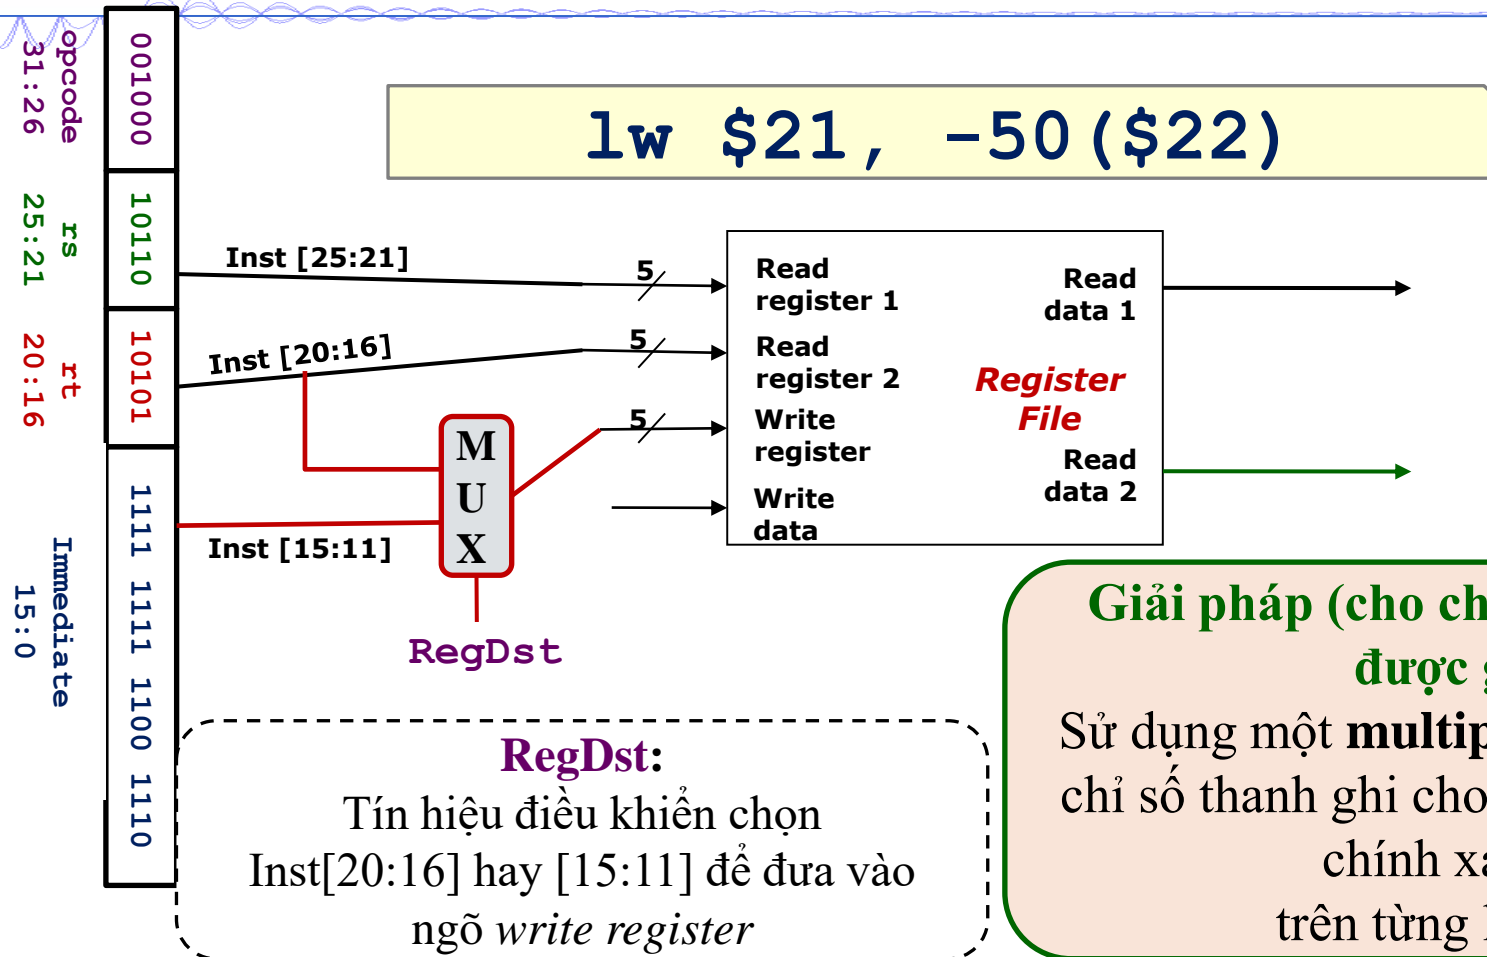 opcode
31:26
001000
rs
25:21
10110
rt
20:16
10101
Immediate
15:0
1111 1111 1100 1110
lw $21, -50($22)
Inst [25:21]
5
Inst [20:16]
5
5
Inst [15:11]
M
U
X
RegDst
Read
register 1
Read
register 2
Write
register
Write
data
Read
data 1
Register
File
Read
data 2
RegDst:
Tín hiệu điều khiển chọn
Inst[20:16] hay [15:11] để đưa vào
ngõ write register
Giải pháp (cho
được
Sử dụng một
chỉ số thanh ghi cho
chính
trên từng